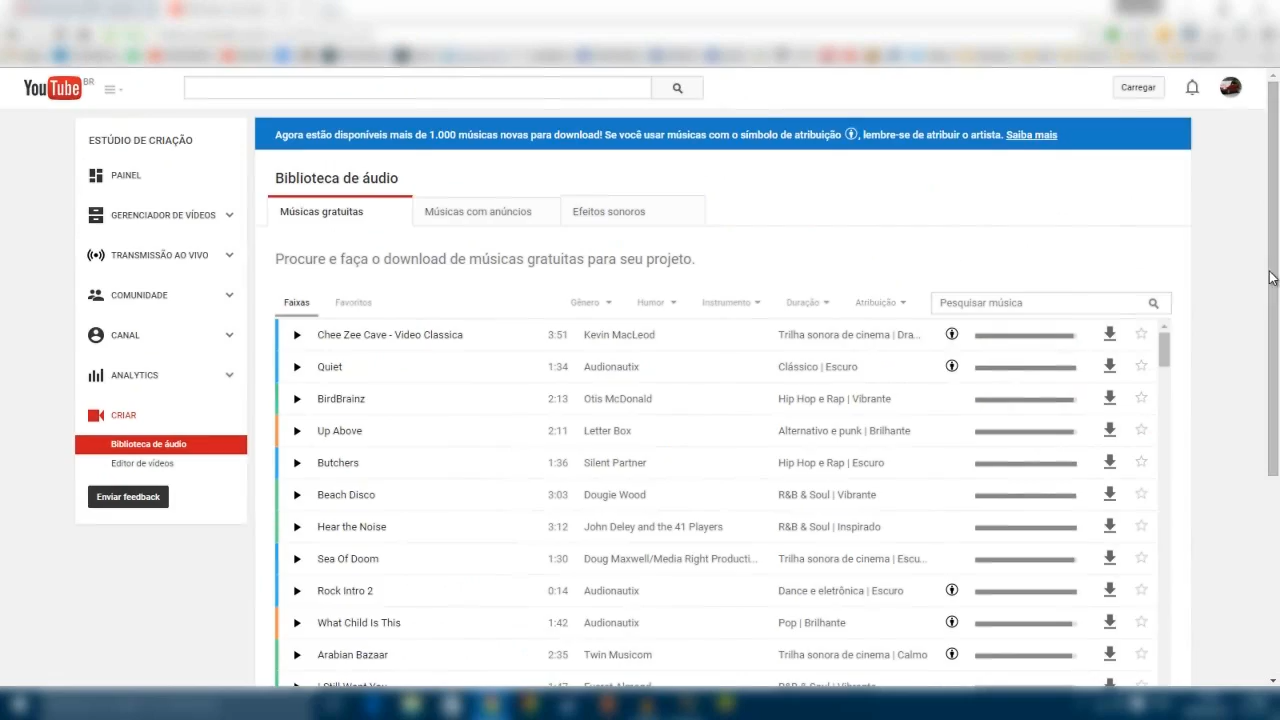 YouTube BR
Carregar
ESTÚDIO DE CRIAÇÃO
PAINEL
GERENCIADOR DE VÍDEOS
TRANSMISSÃO AO VIVO
COMUNIDADE
CANAL
ANALYTICS
CRIAR
Biblioteca de áudio
Editor de vídeos
Enviar feedback
Agora estão disponíveis mais de 1.000 músicas novas para download! Se você usar músicas com o símbolo de atribuição , lembre-se de atribuir o artista. Saiba mais
Biblioteca de áudio
Músicas gratuitas Músicas com anúncios Efeitos sonoros
Procure e faça o download de músicas gratuitas para seu projeto.
Faixas Favoritos Gênero Humor Instrumento Duração Atribuição Pesquisar música
Chee Zee Cave - Video Classica 3:51 Kevin MacLeod Trilha sonora de cinema | Dra...
Quiet 1:34 Audionautix Clássico | Escuro
BirdBrainz 2:13 Otis McDonald Hip Hop e Rap | Vibrante
Up Above 2:11 Letter Box Alternativo e punk | Brilhante
Butchers 1:36 Silent Partner Hip Hop e Rap | Escuro
Beach Disco 3:03 Dougie Wood R&B & Soul | Vibrante
Hear the Noise 3:12 John Deley and the 41 Players R&B & Soul | Inspirado
Sea Of Doom 1:30 Doug Maxwell/Media Right Producti... Trilha sonora de cinema | Escu...
Rock Intro 2 0:14 Audionautix Dance e eletrônica | Escuro
What Child Is This 1:42 Audionautix Pop | Brilhante
Arabian Bazaar 2:35 Twin Musicom Trilha sonora de cinema | Calmo